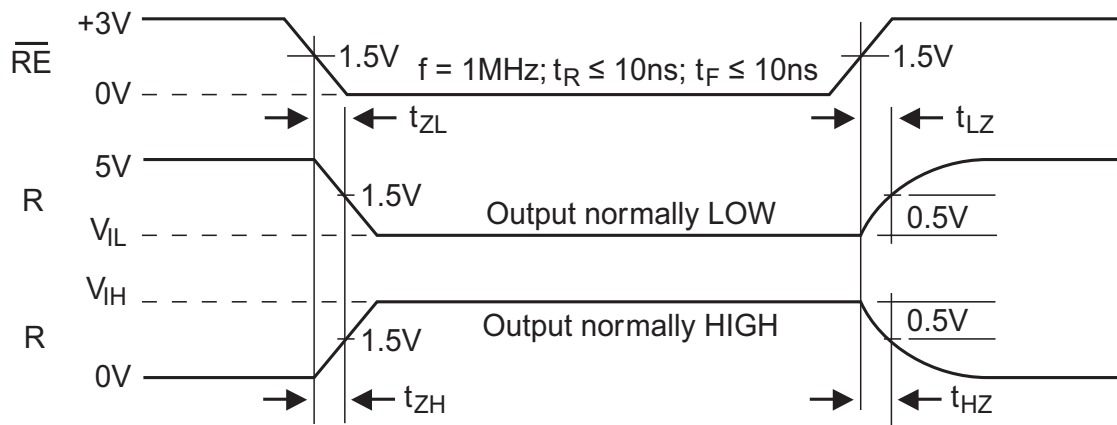 +3V
RE
1.5V
f = 1MHz; tR ≤ 10ns; tF ≤ 10ns
1.5V
0V
tZL
tLZ
5V
R
1.5V
Output normally LOW
0.5V
VIL
VIH
R
1.5V
Output normally HIGH
0.5V
0V
tZH
tHZ